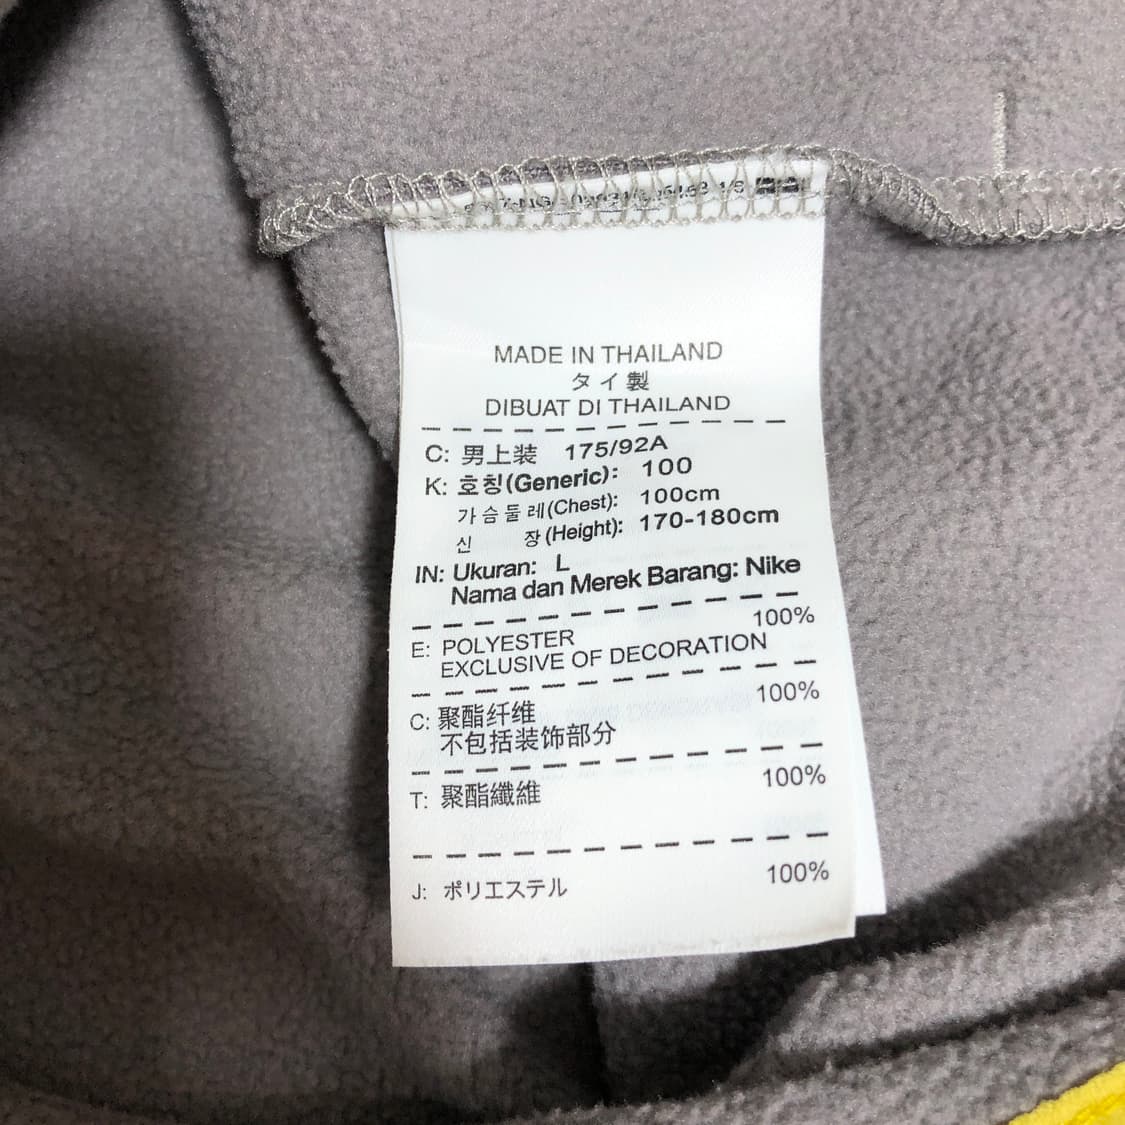 MADE IN THAILAND
タイ製
DIBUAT DI THAILAND
C: 男上装 175/92A
K: 호칭(Generic): 100
가슴둘레(Chest): 100cm
신 장(Height): 170-180cm
IN: Ukuran: L
Nama dan Merek Barang: Nike
100%
E: POLYESTER
EXCLUSIVE OF DECORATION
100%
C: 聚酯纤维
不包括装饰部分
100%
T: 聚酯纖維
100%
J: ポリエステル